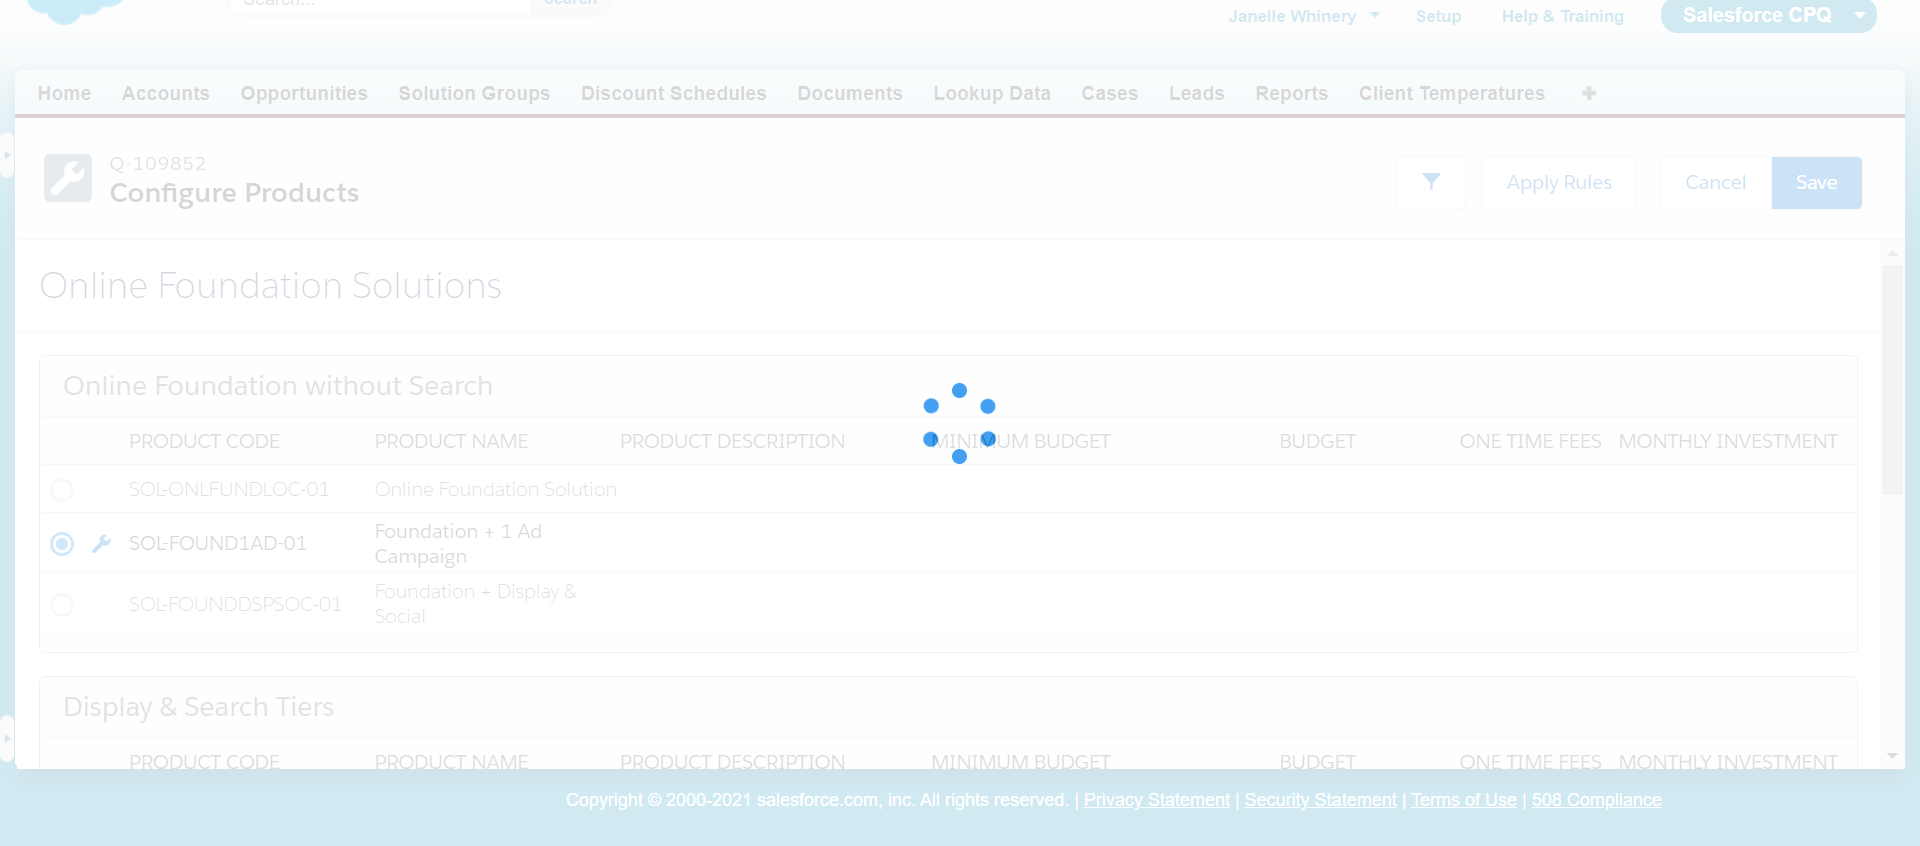 Search...
Search
Janelle Whinery
Setup
Help & Training
Salesforce CPQ
Home Accounts Opportunities Solution Groups Discount Schedules Documents Lookup Data Cases Leads Reports Client Temperatures
Q-109852
Configure Products
Apply Rules
Cancel
Save
Online Foundation Solutions
Online Foundation without Search
PRODUCT CODE PRODUCT NAME PRODUCT DESCRIPTION MINIMUM BUDGET BUDGET ONE TIME FEES MONTHLY INVESTMENT
SOL-ONLFUNDLOC-01 Online Foundation Solution
SOL-FOUND1AD-01 Foundation + 1 Ad
Campaign
SOL-FOUNDDSPSOC-01 Foundation + Display &
Social
Display & Search Tiers
PRODUCT CODE PRODUCT NAME PRODUCT DESCRIPTION MINIMUM BUDGET BUDGET ONE TIME FEES MONTHLY INVESTMENT
Copyright © 2000-2021 salesforce.com, inc. All rights reserved. | Privacy Statement | Security Statement | Terms of Use | 508 Compliance